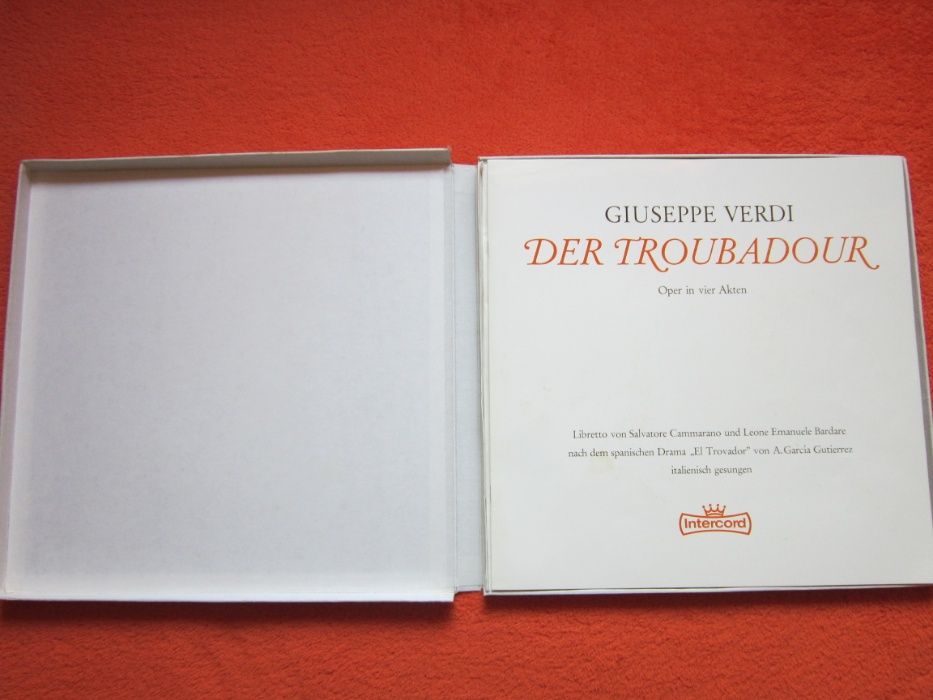 GIUSEPPE VERDI
DER TROUBADOUR
Oper in vier Akten
Libretto von Salvatore Cammarano und Leone Emanuele Bardare
nach dem spanischen Drama „El Trovador" von A. Garcia Gutierrez
italienisch gesungen
Intercord